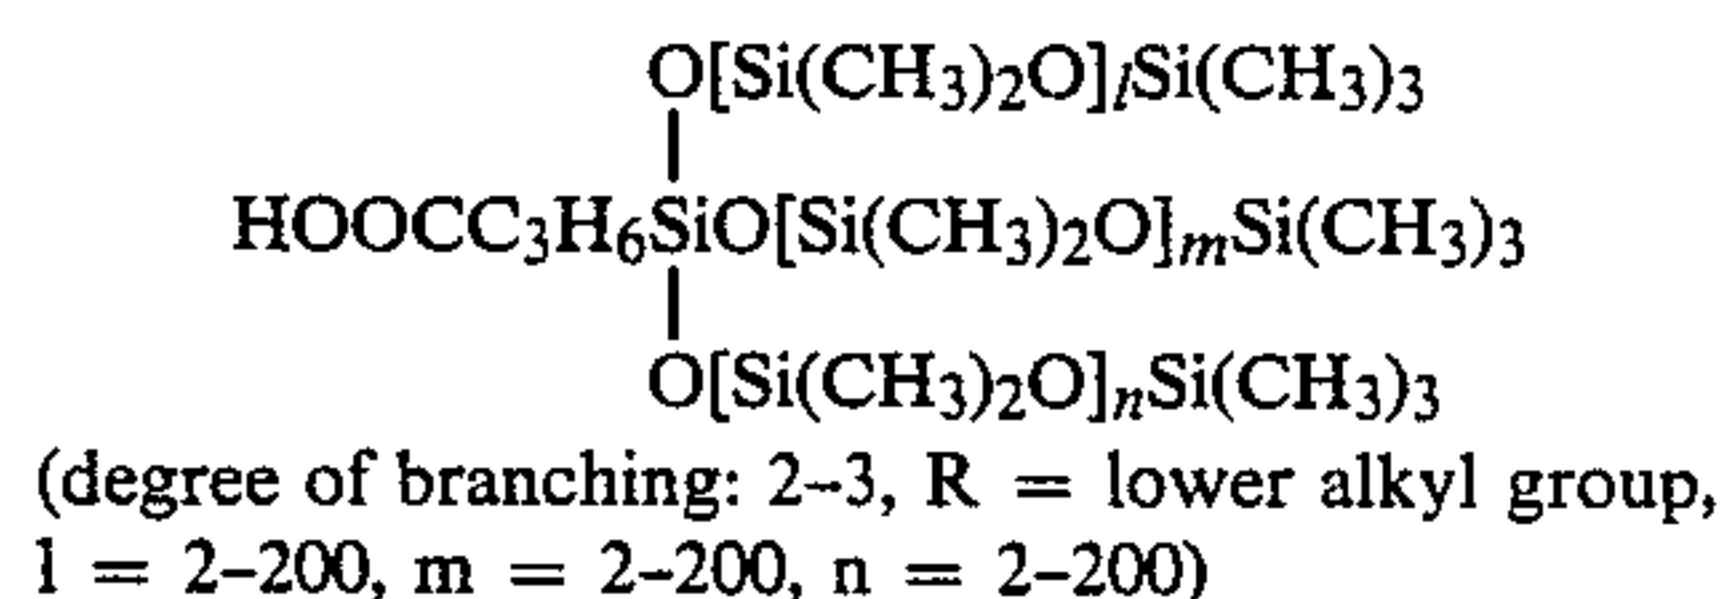 O[Si(CH₃)₂O]ₗSi(CH₃)₃
HOOCC₃H₆SiO[Si(CH₃)₂O]ₘSi(CH₃)₃
O[Si(CH₃)₂O]ₙSi(CH₃)₃
(degree of branching: 2–3, R = lower alkyl group,
l = 2–200, m = 2–200, n = 2–200)